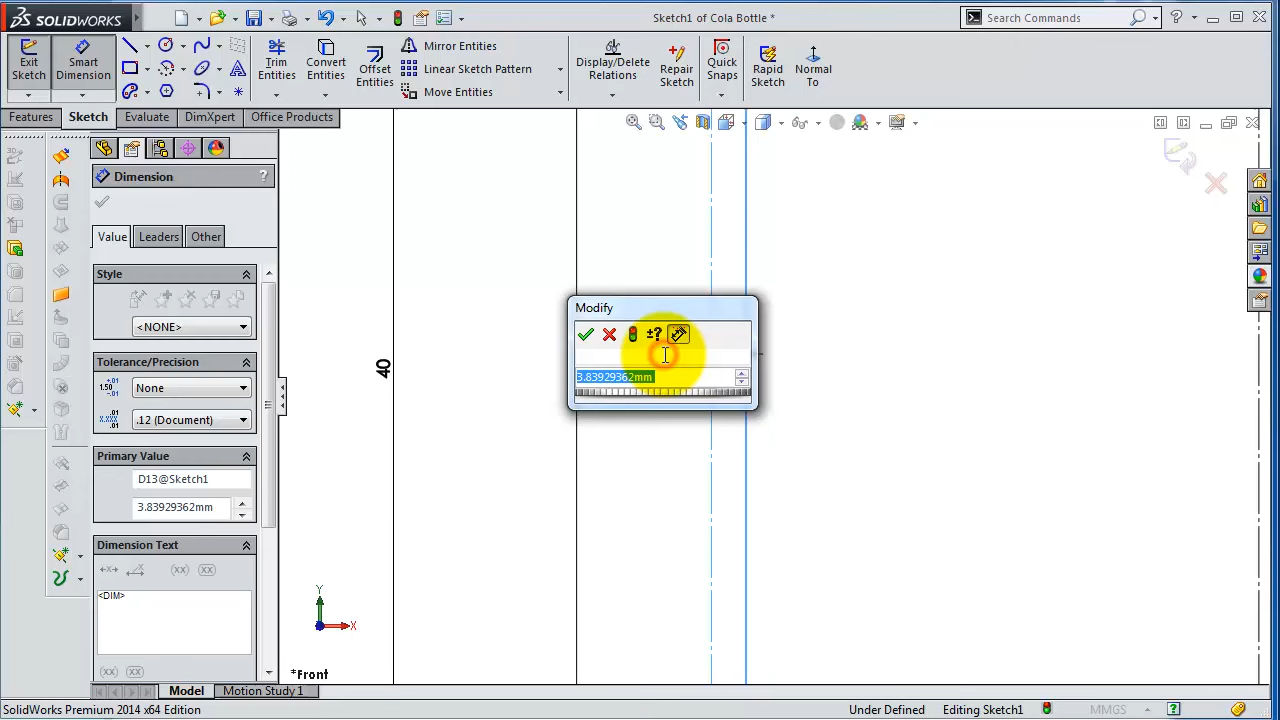 SOLIDWORKS
Sketch1 of Cola Bottle *
Search Commands
Exit Sketch
Smart Dimension
Trim Entities
Convert Entities
Offset Entities
Mirror Entities
Linear Sketch Pattern
Move Entities
Display/Delete Relations
Repair Sketch
Quick Snaps
Rapid Sketch
Normal To
Features
Sketch
Evaluate
DimXpert
Office Products
Dimension
?
Value
Leaders
Other
Style
<NONE>
Tolerance/Precision
None
.12 (Document)
Primary Value
D13@Sketch1
3.83929362mm
Dimension Text
<DIM>
Modify
3.83929362mm
40
Y
X
*Front
Model
Motion Study 1
SolidWorks Premium 2014 x64 Edition
Under Defined
Editing Sketch1
MMGS